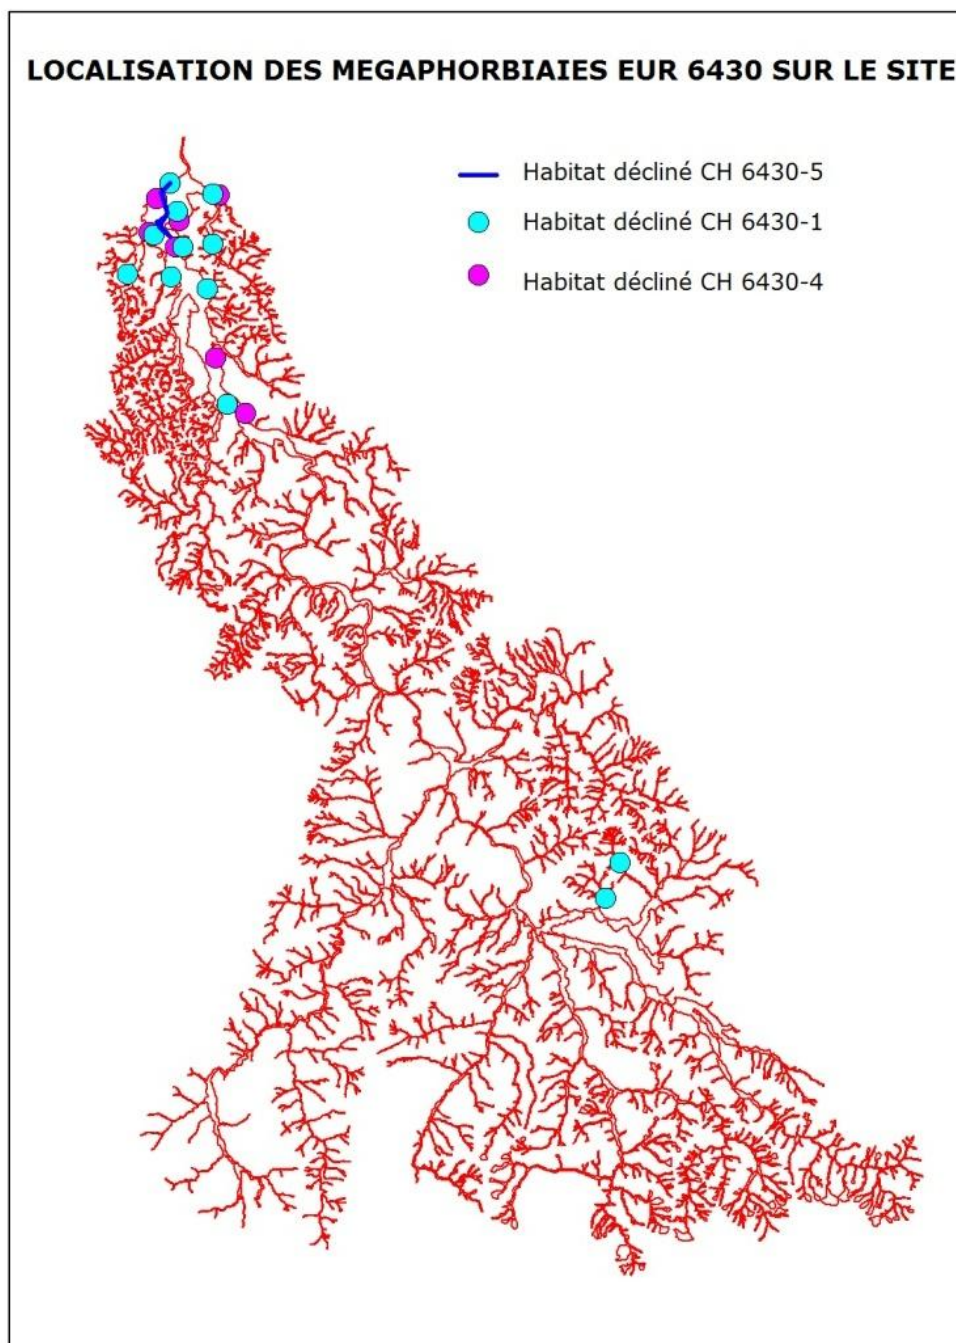 LOCALISATION DES MEGAPHORBIAIES EUR 6430 SUR LE SITE
Habitat décliné CH 6430-5
Habitat décliné CH 6430-1
Habitat décliné CH 6430-4